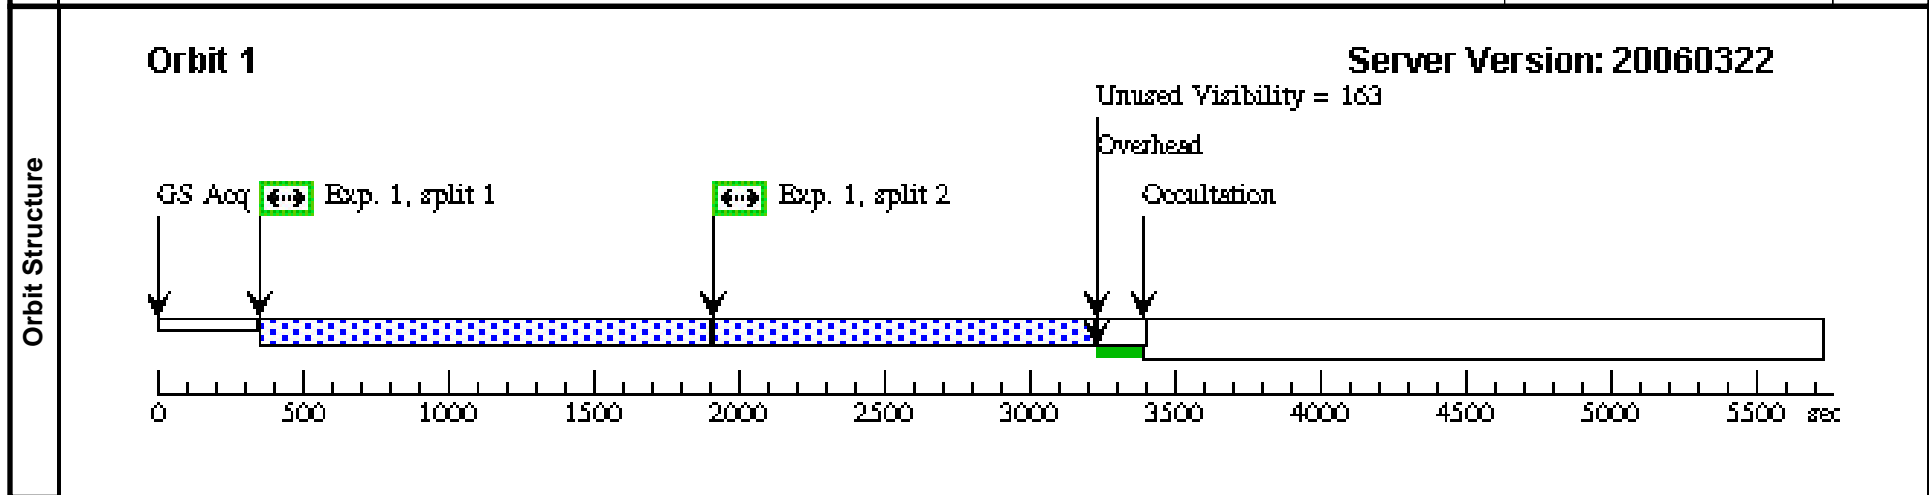 Orbit Structure
Orbit 1
Server Version: 20060322
Unused Visibility = 163
Overhead
GS Acq
Exp. 1, split 1
Exp. 1, split 2
Occultation
0 500 1000 1500 2000 2500 3000 3500 4000 4500 5000 5500 sec